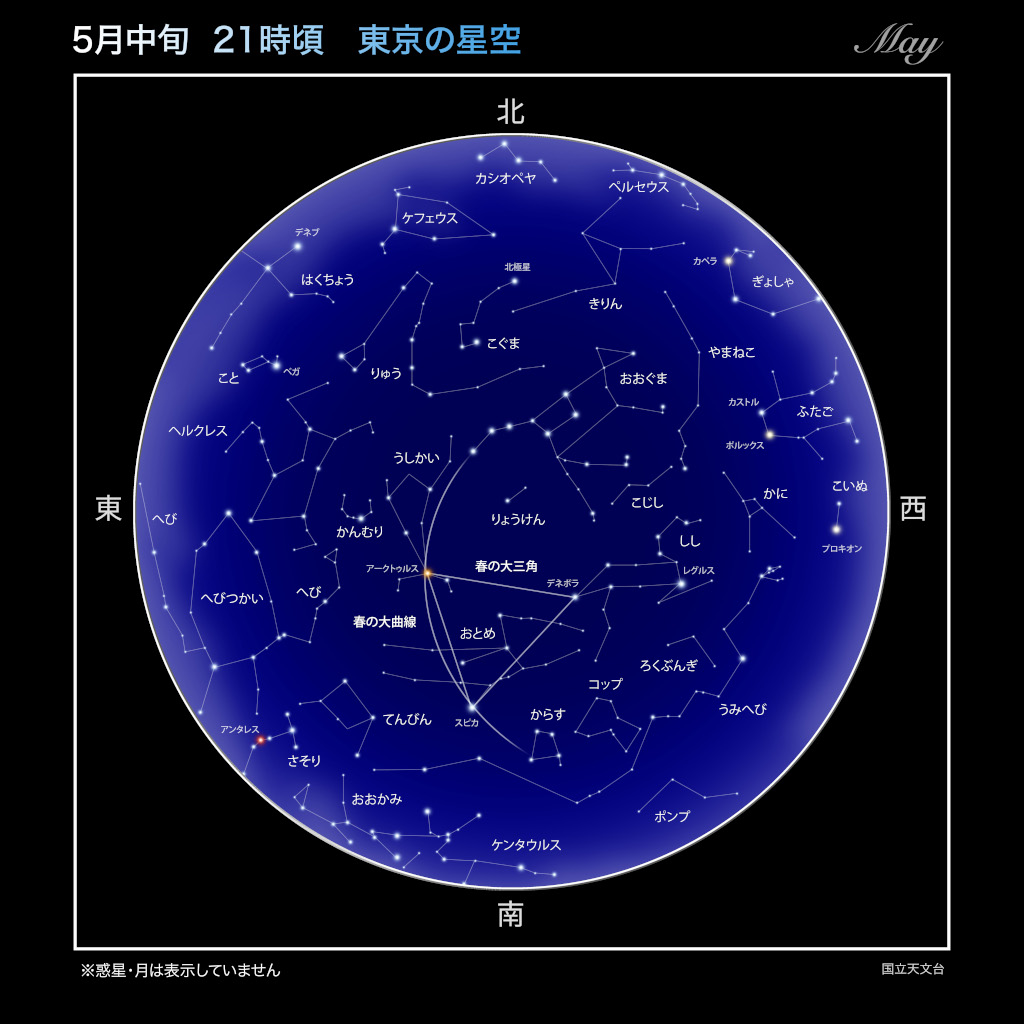 5月中旬 21時頃 東京の星空
May
北
カシオペヤ
ペルセウス
ケフェウス
デネブ
カペラ
北極星
はくちょう
ぎょしゃ
きりん
こぐま
やまねこ
ベガ
こと
りゅう
おおぐま
カストル
ふたご
ヘルクレス
ポルックス
うしかい
こいぬ
かに
こじし
東
へび
りょうけん
西
かんむり
しし
プロキオン
アークトゥルス
春の大三角
レグルス
デネボラ
へび
へびつかい
春の大曲線
おとめ
ろくぶんぎ
コップ
うみへび
てんびん
スピカ
からす
アンタレス
さそり
おおかみ
ポンプ
ケンタウルス
南
※惑星・月は表示していません
国立天文台